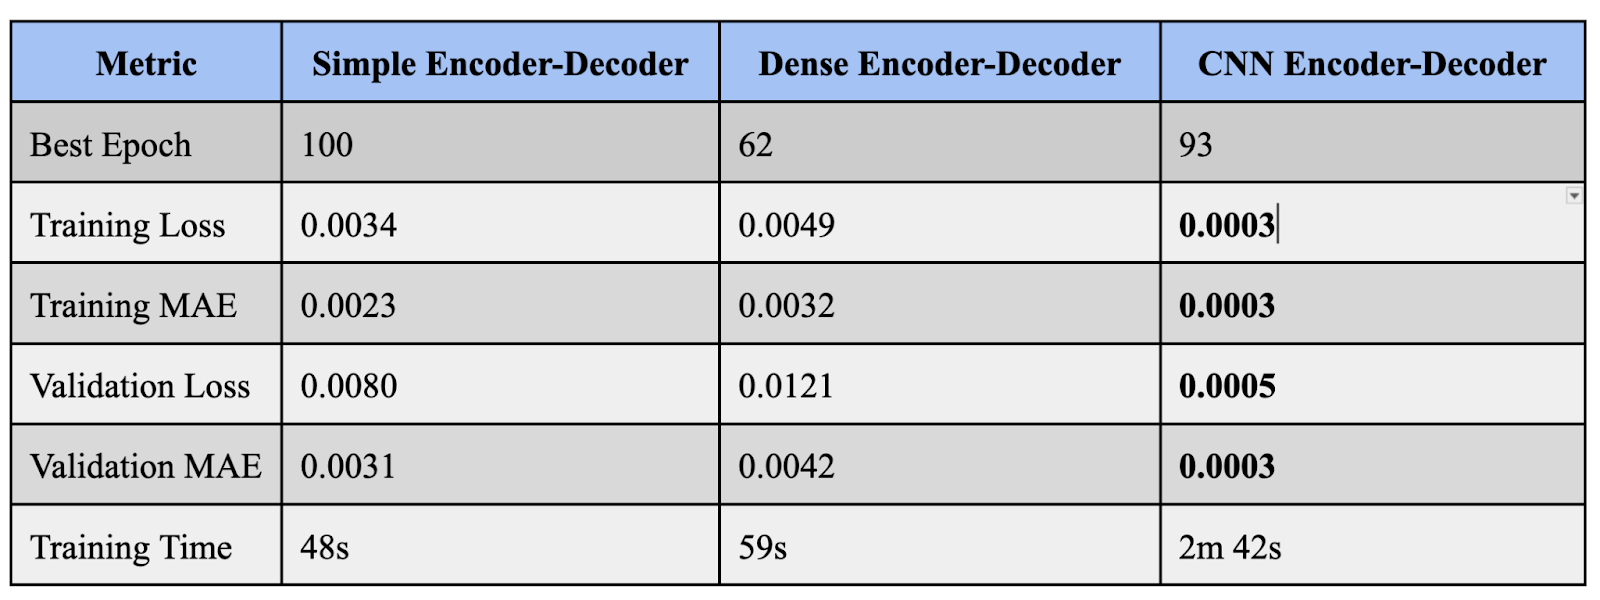 Metric Simple Encoder-Decoder Dense Encoder-Decoder CNN Encoder-Decoder
Best Epoch 100 62 93
Training Loss 0.0034 0.0049 0.0003
Training MAE 0.0023 0.0032 0.0003
Validation Loss 0.0080 0.0121 0.0005
Validation MAE 0.0031 0.0042 0.0003
Training Time 48s 59s 2m 42s